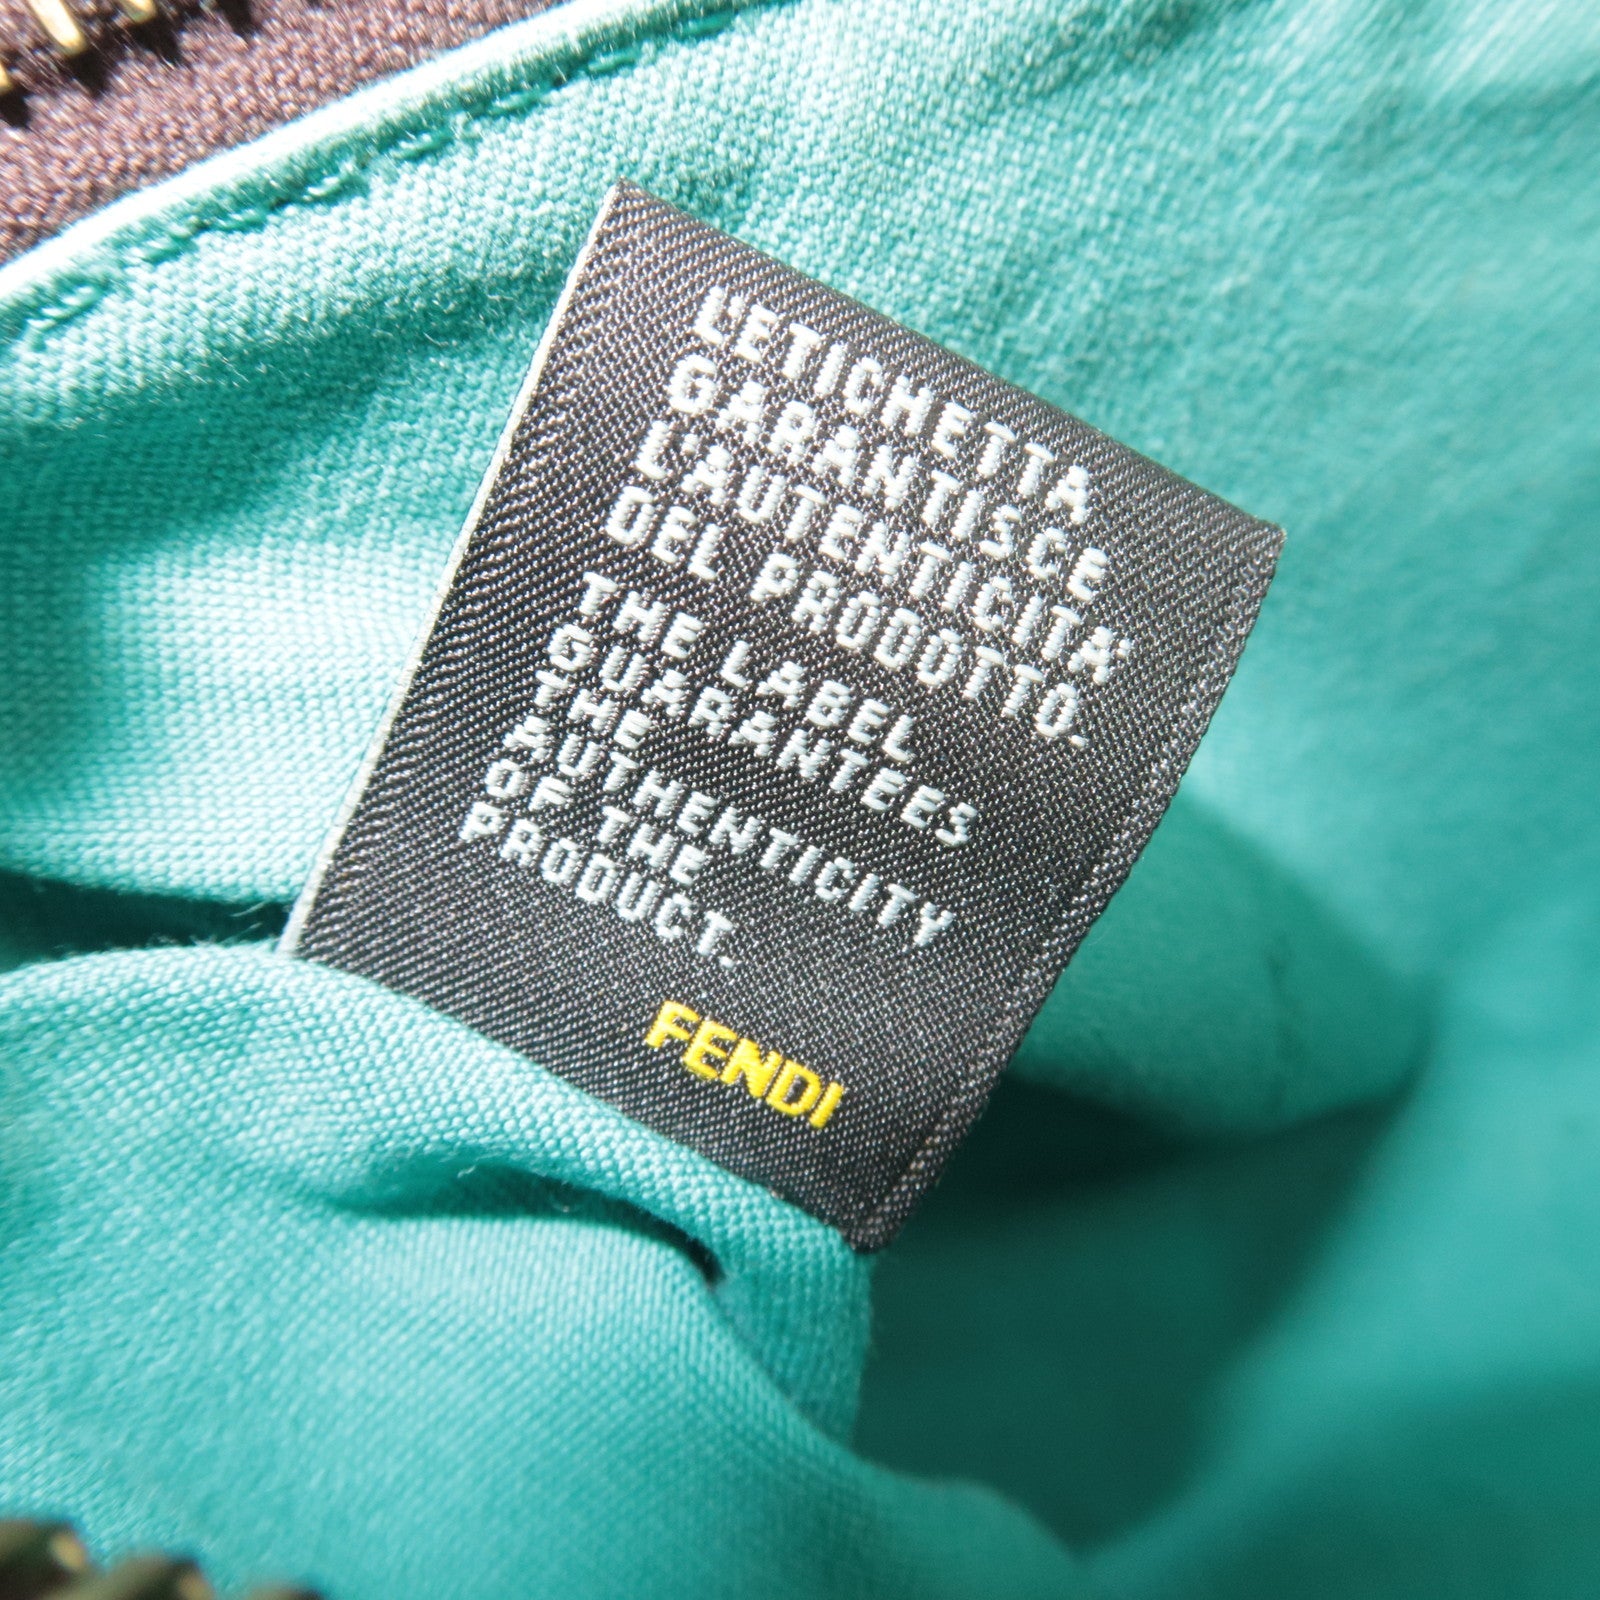 L'ETICHETTA
GARANTISCE
L'AUTENTICITA'
DEL PRODOTTO.
THE LABEL
GUARANTEES
THE
AUTHENTICITY
OF THE
PRODUCT.
FENDI